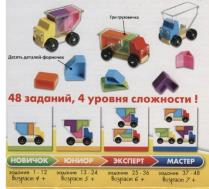 Три грузовичка
Десять деталей-формочек
48 заданий, 4 уровня сложности !
НОВИЧОК ЮНИОР ЭКСПЕРТ МАСТЕР
задания 1 - 12 задания 13 - 24 задания 25 - 36 задания 37 - 48
Возраст 4 + Возраст 5 + Возраст 6 + Возраст 7 +